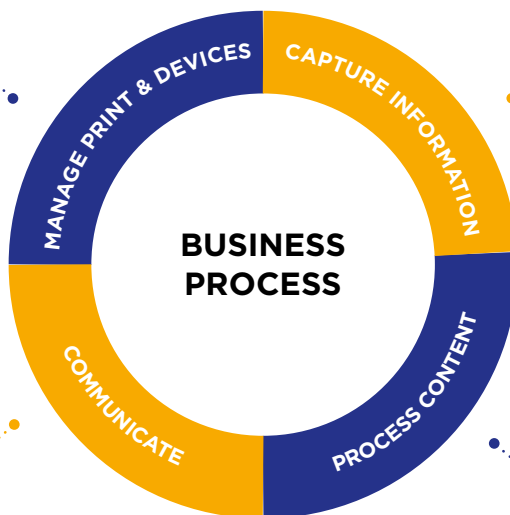 MANAGE PRINT & DEVICES
CAPTURE INFORMATION
BUSINESS
PROCESS
COMMUNICATE
PROCESS CONTENT